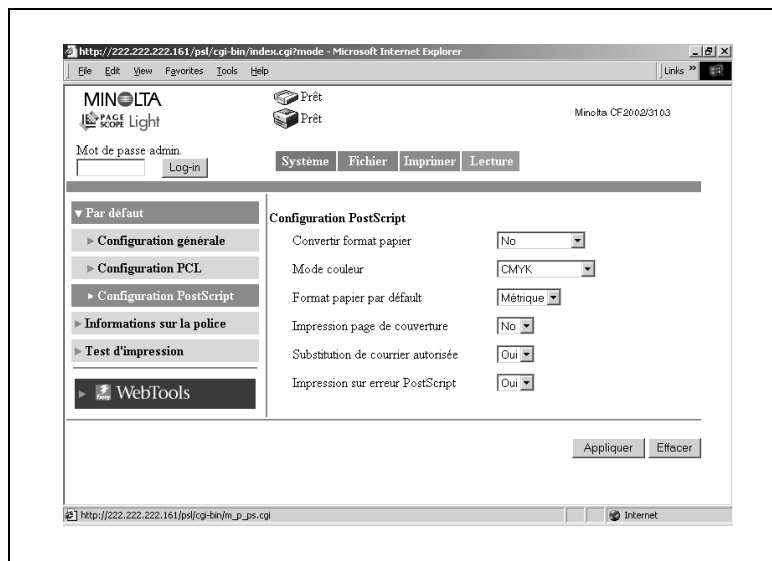 http://222.222.222.161/psl/cgi-bin/index.cgi?mode - Microsoft Internet Explorer
File Edit View Favorites Tools Help
Links »
MINOLTA
PAGE SCOPE Light
Prêt
Prêt
Minolta CF2002/3103
Mot de passe admin.
Log-in
Système Fichier Imprimer Lecture
Par défaut
Configuration générale
Configuration PCL
Configuration PostScript
Informations sur la police
Test d'impression
WebTools
Configuration PostScript
Convertir format papier No
Mode couleur CMYK
Format papier par défault Métrique
Impression page de couverture No
Substitution de courrier autorisée Oui
Impression sur erreur PostScript Oui
Appliquer Effacer
http://222.222.222.161/psl/cgi-bin/m_p_ps.cgi
Internet